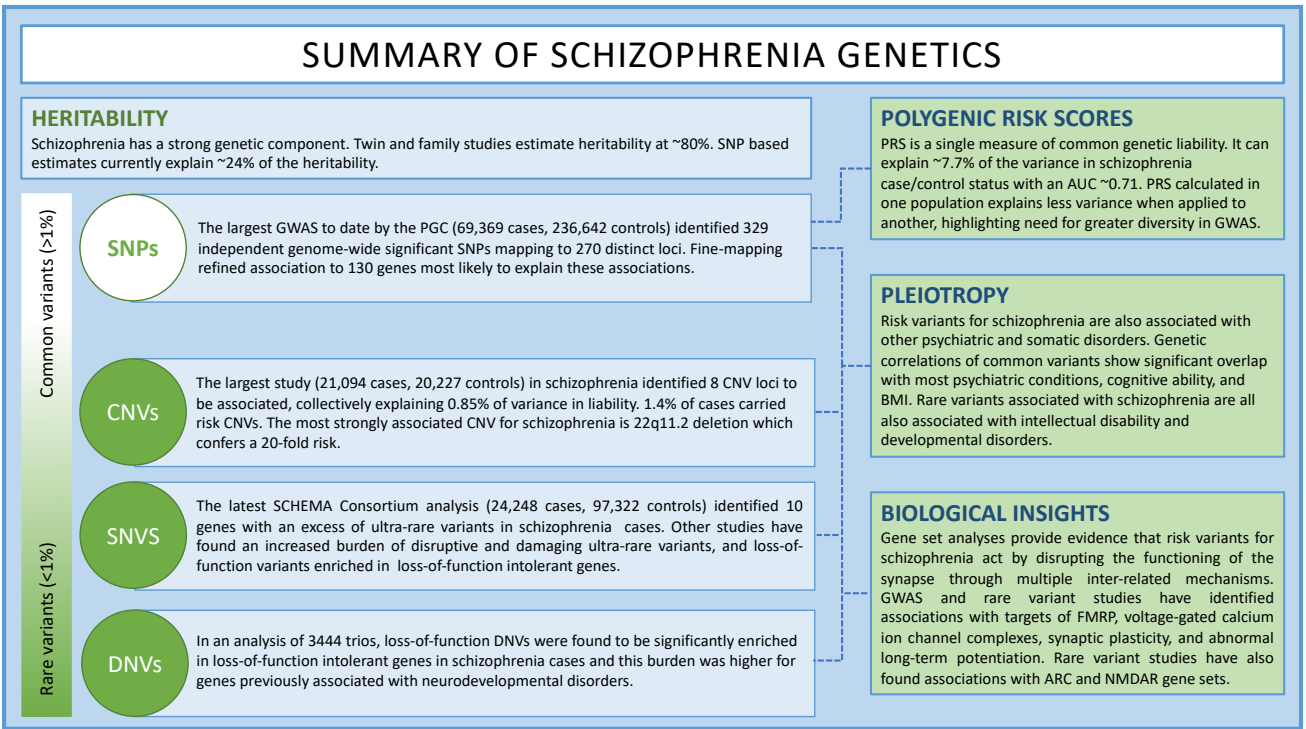 SUMMARY OF SCHIZOPHRENIA GENETICS
HERITABILITY
Schizophrenia has a strong genetic component. Twin and family studies estimate heritability at ~80%. SNP based
estimates currently explain ~24% of the heritability.
Common variants (>1%)
Rare variants (<1%)
SNPs
The largest GWAS to date by the PGC (69,369 cases, 236,642 controls) identified 329
independent genome-wide significant SNPs mapping to 270 distinct loci. Fine-mapping
refined association to 130 genes most likely to explain these associations.
CNVs
The largest study (21,094 cases, 20,227 controls) in schizophrenia identified 8 CNV loci to
be associated, collectively explaining 0.85% of variance in liability. 1.4% of cases carried
risk CNVs. The most strongly associated CNV for schizophrenia is 22q11.2 deletion which
confers a 20-fold risk.
SNVS
The latest SCHEMA Consortium analysis (24,248 cases, 97,322 controls) identified 10
genes with an excess of ultra-rare variants in schizophrenia cases. Other studies have
found an increased burden of disruptive and damaging ultra-rare variants, and loss-of-
function variants enriched in loss-of-function intolerant genes.
DNVs
In an analysis of 3444 trios, loss-of-function DNVs were found to be significantly enriched
in loss-of-function intolerant genes in schizophrenia cases and this burden was higher for
genes previously associated with neurodevelopmental disorders.
POLYGENIC RISK SCORES
PRS is a single measure of common genetic liability. It can
explain ~7.7% of the variance in schizophrenia
case/control status with an AUC ~0.71. PRS calculated in
one population explains less variance when applied to
another, highlighting need for greater diversity in GWAS.
PLEIOTROPY
Risk variants for schizophrenia are also associated with
other psychiatric and somatic disorders. Genetic
correlations of common variants show significant overlap
with most psychiatric conditions, cognitive ability, and
BMI. Rare variants associated with schizophrenia are all
also associated with intellectual disability and
developmental disorders.
BIOLOGICAL INSIGHTS
Gene set analyses provide evidence that risk variants for
schizophrenia act by disrupting the functioning of the
synapse through multiple inter-related mechanisms.
GWAS and rare variant studies have identified
associations with targets of FMRP, voltage-gated calcium
ion channel complexes, synaptic plasticity, and abnormal
long-term potentiation. Rare variant studies have also
found associations with ARC and NMDAR gene sets.